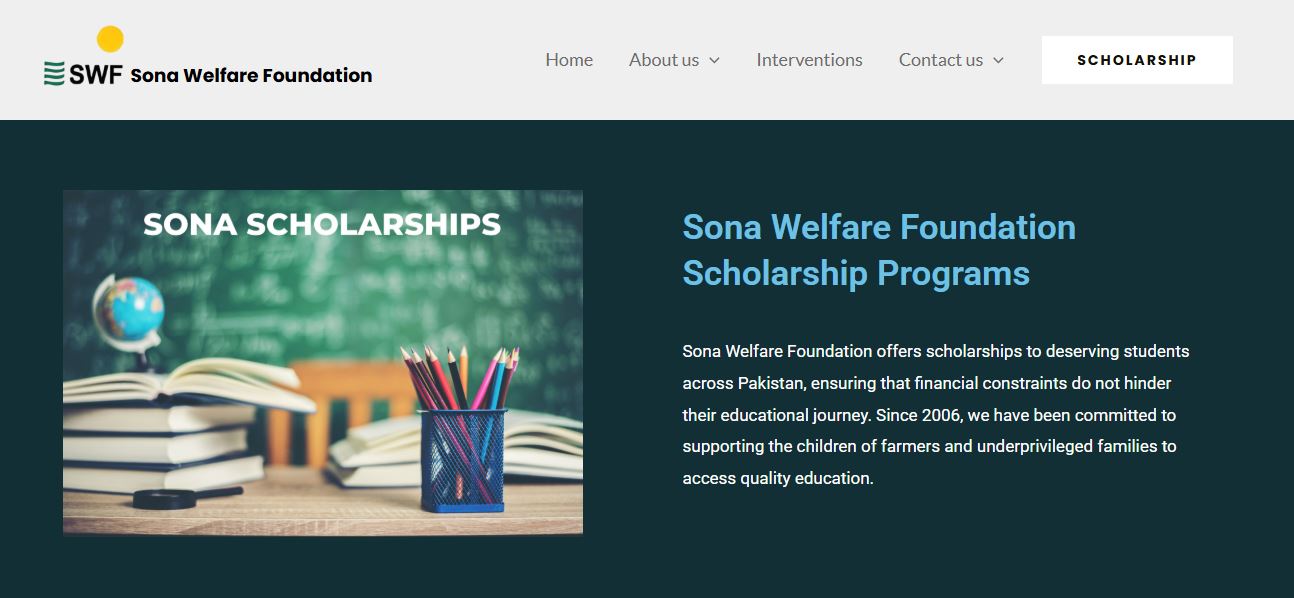 SWF Sona Welfare Foundation
Home
About us
Interventions
Contact us
SCHOLARSHIP
SONA SCHOLARSHIPS
Sona Welfare Foundation
Scholarship Programs
Sona Welfare Foundation offers scholarships to deserving students
across Pakistan, ensuring that financial constraints do not hinder
their educational journey. Since 2006, we have been committed to
supporting the children of farmers and underprivileged families to
access quality education.